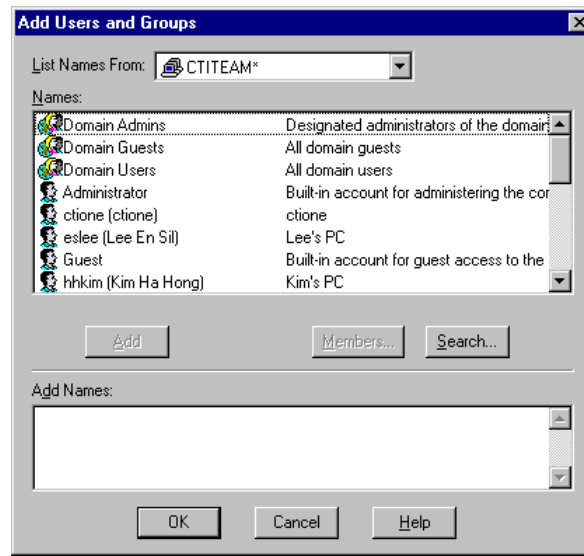 Add Users and Groups
List Names From: CTITEAM*
Names:
Domain Admins Designated administrators of the domain
Domain Guests All domain guests
Domain Users All domain users
Administrator Built-in account for administering the cor
ctione (ctione) ctione
eslee (Lee En Sil) Lee's PC
Guest Built-in account for guest access to the
hhkim (Kim Ha Hong) Kim's PC
Add Members... Search...
Add Names:
OK Cancel Help